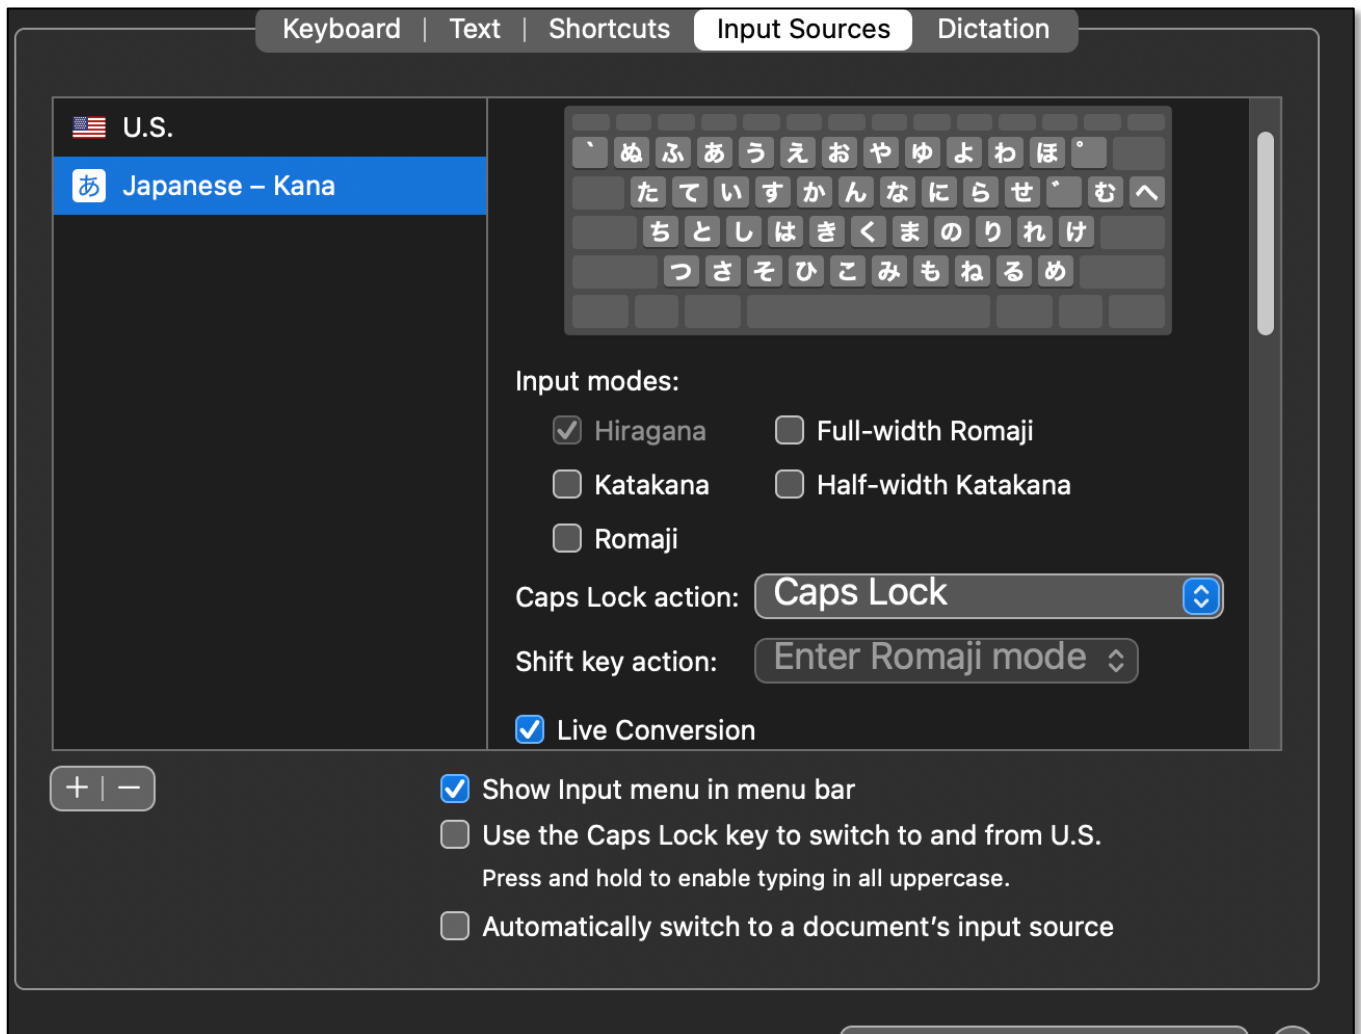 Keyboard | Text | Shortcuts Input Sources Dictation
U.S.
あ Japanese – Kana
` ぬ ふ あ う え お や ゆ よ わ ほ ゜
た て い す か ん な に ら せ ゛ む へ
ち と し は き く ま の り れ け
つ さ そ ひ こ み も ね る め
Input modes:
Hiragana Full-width Romaji
Katakana Half-width Katakana
Romaji
Caps Lock action: Caps Lock
Shift key action: Enter Romaji mode
Live Conversion
+ | −
Show Input menu in menu bar
Use the Caps Lock key to switch to and from U.S.
Press and hold to enable typing in all uppercase.
Automatically switch to a document’s input source